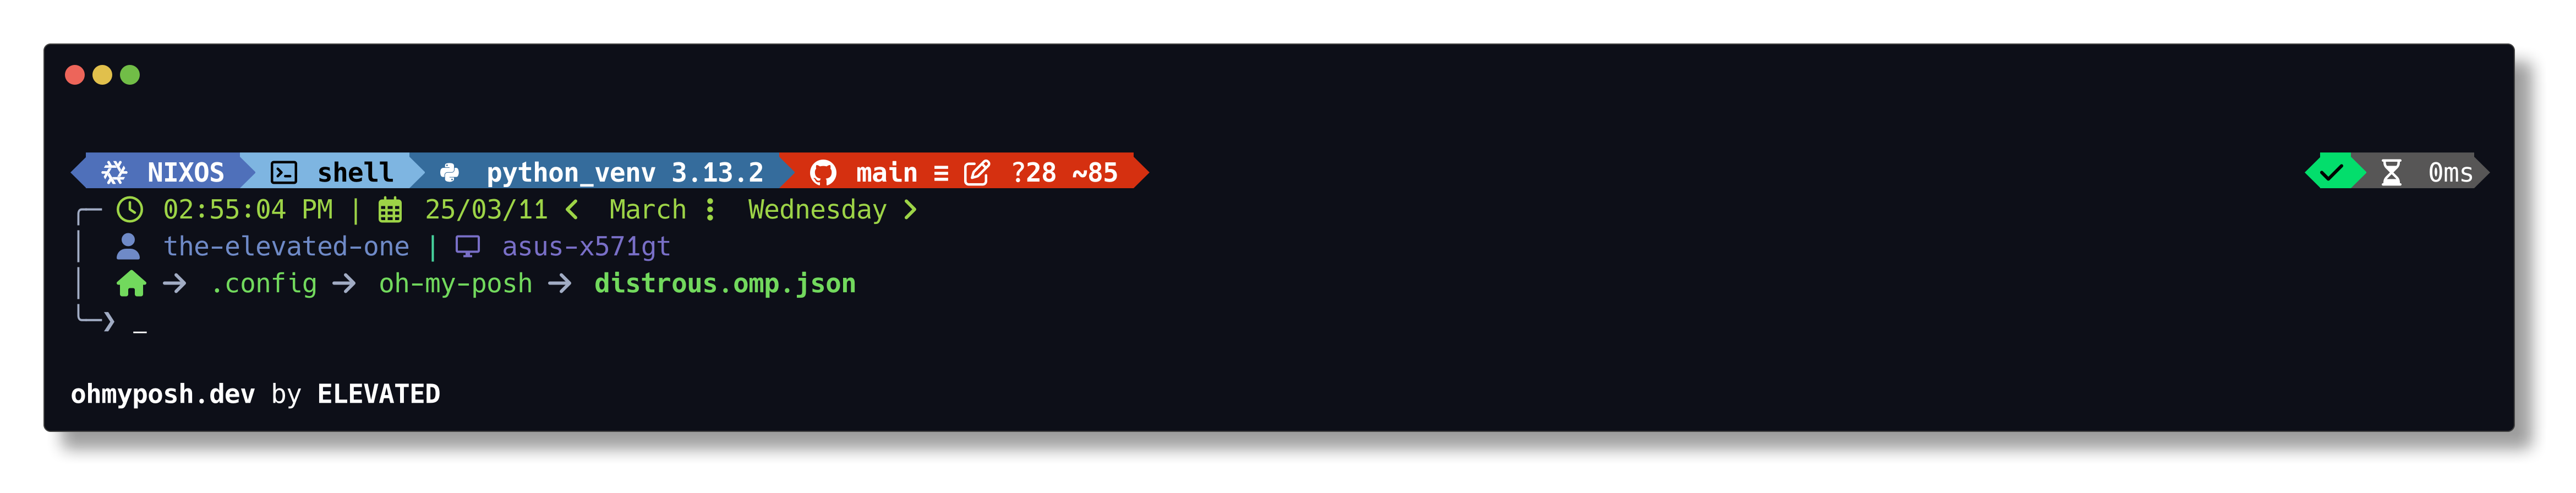 NIXOS shell python_venv 3.13.2 main ≡ ?28 ~85 0ms
02:55:04 PM | 25/03/11 < March ⋮ Wednesday >
the-elevated-one | asus-x571gt
→ .config → oh-my-posh → distrous.omp.json
❯ _
ohmyposh.dev by ELEVATED